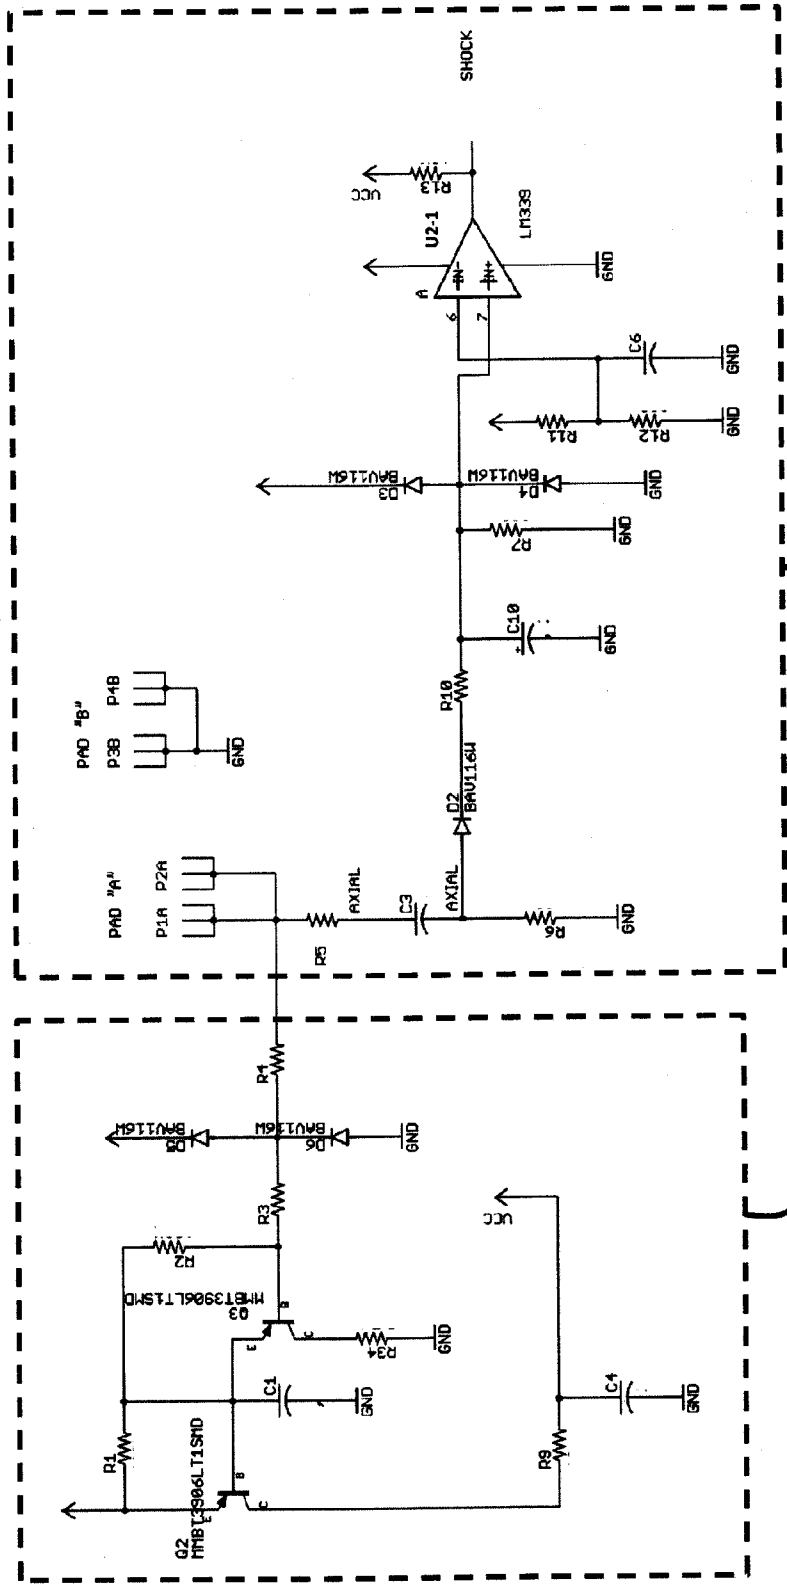 SHOCK
VCC
R13
U2-1
LM339
A
IN-
IN+
GND
6
7
C6
GND
R11
R12
GND
BAV116W
D3
BAV116W
D4
GND
R7
GND
C10
+
GND
R10
PAD "B"
P4B
P3B
GND
D2
BAV116W
PAD "A"
P2A
P1A
AXIAL
C3
AXIAL
R5
R6
GND
R4
BAV116W
D5
BAV116W
D6
GND
R3
VCC
R2
MMBT3906LT1SMD
Q3
B
E
C
R34
GND
C1
GND
C4
GND
R1
R9
Q2
MMBT3906LT1SMD
B
E
C